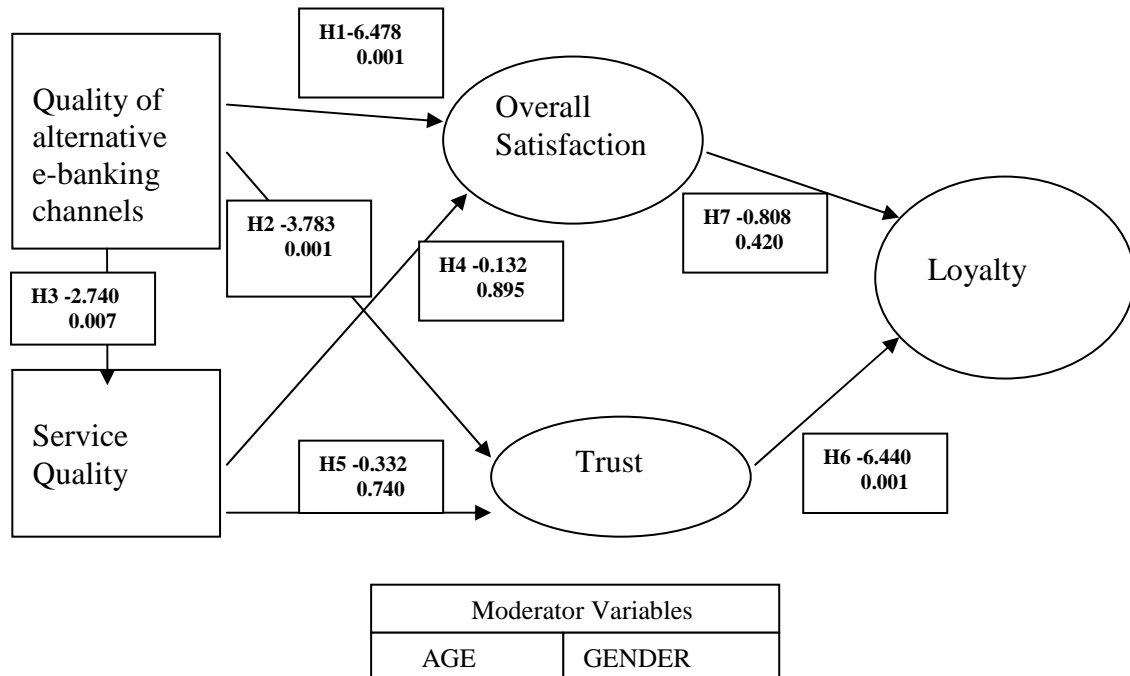 H1-6.478
0.001
Quality of
alternative
e-banking
channels
Overall
Satisfaction
H2 -3.783
0.001
H7 -0.808
0.420
H4 -0.132
0.895
Loyalty
H3 -2.740
0.007
Service
Quality
H5 -0.332
0.740
Trust
H6 -6.440
0.001
Moderator Variables
AGE GENDER